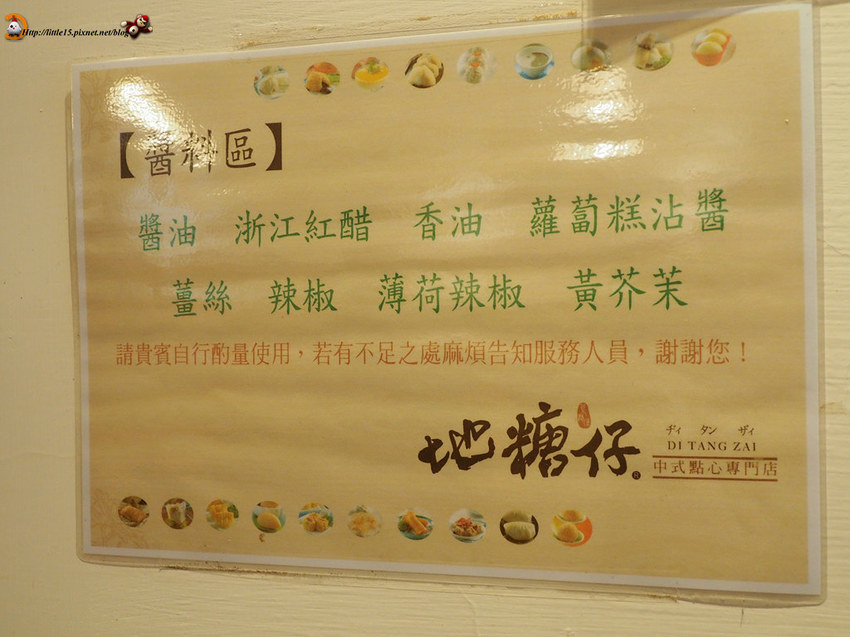 Http://little15.pixnet.net/blog
【醬料區】
醬油 浙江紅醋 香油 蘿蔔糕沾醬
薑絲 辣椒 薄荷辣椒 黃芥茉
請貴賓自行酌量使用，若有不足之處麻煩告知服務人員，謝謝您！
地糖仔
ディ タン ザィ
DI TANG ZAI
中式點心專門店